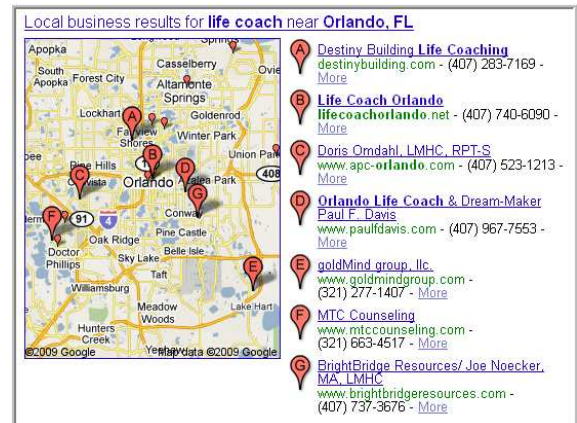 Local business results for life coach near Orlando, FL
Apopka
Casselberry
South Apopka
Forest City
Altamonte Springs
Lockhart
Goldenrod
Fairview Shores
Winter Park
Union Park
Pine Hills
Orlando
Azalea Park
408
91
4
Conway
Oak Ridge
Pine Castle
Belle Isle
Doctor Phillips
Sky Lake
Taft
Williamsburg
Meadow Woods
Lake Hart
Hunters Creek
©2009 Google
Map data ©2009 Google
A
B
C
D
G
F
E
A
Destiny Building Life Coaching
destinybuilding.com - (407) 283-7169 -
More
B
Life Coach Orlando
lifecoachorlando.net - (407) 740-6090 -
More
C
Doris Omdahl, LMHC, RPT-S
www.apc-orlando.com - (407) 523-1213 -
More
D
Orlando Life Coach & Dream-Maker
Paul F. Davis
www.paulfdavis.com - (407) 967-7553 -
More
E
goldMind group, llc.
www.goldmindgroup.com -
(321) 277-1407 - More
F
MTC Counseling
www.mtccounseling.com -
(321) 663-4517 - More
G
BrightBridge Resources/ Joe Noecker,
MA, LMHC
www.brightbridgeresources.com -
(407) 737-3676 - More